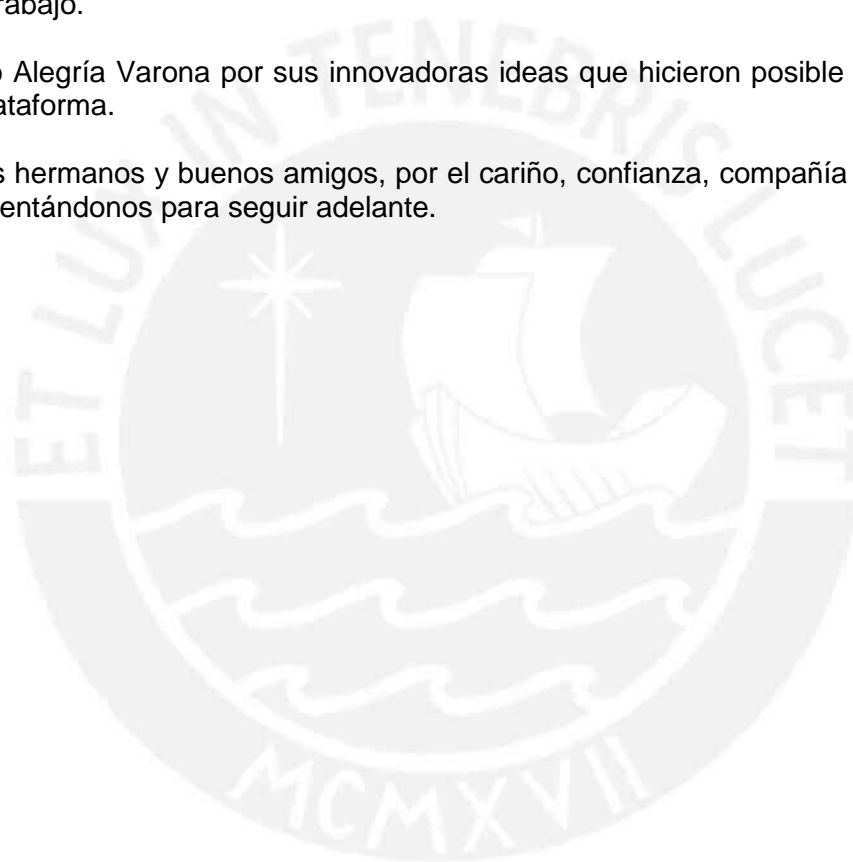 rabajo.
o Alegría Varona por sus innovadoras ideas que hicieron posible
ataforma.
s hermanos y buenos amigos, por el cariño, confianza, compañía
entándonos para seguir adelante.
ET LUX IN TENEBRIS LUCET
MCMXVII